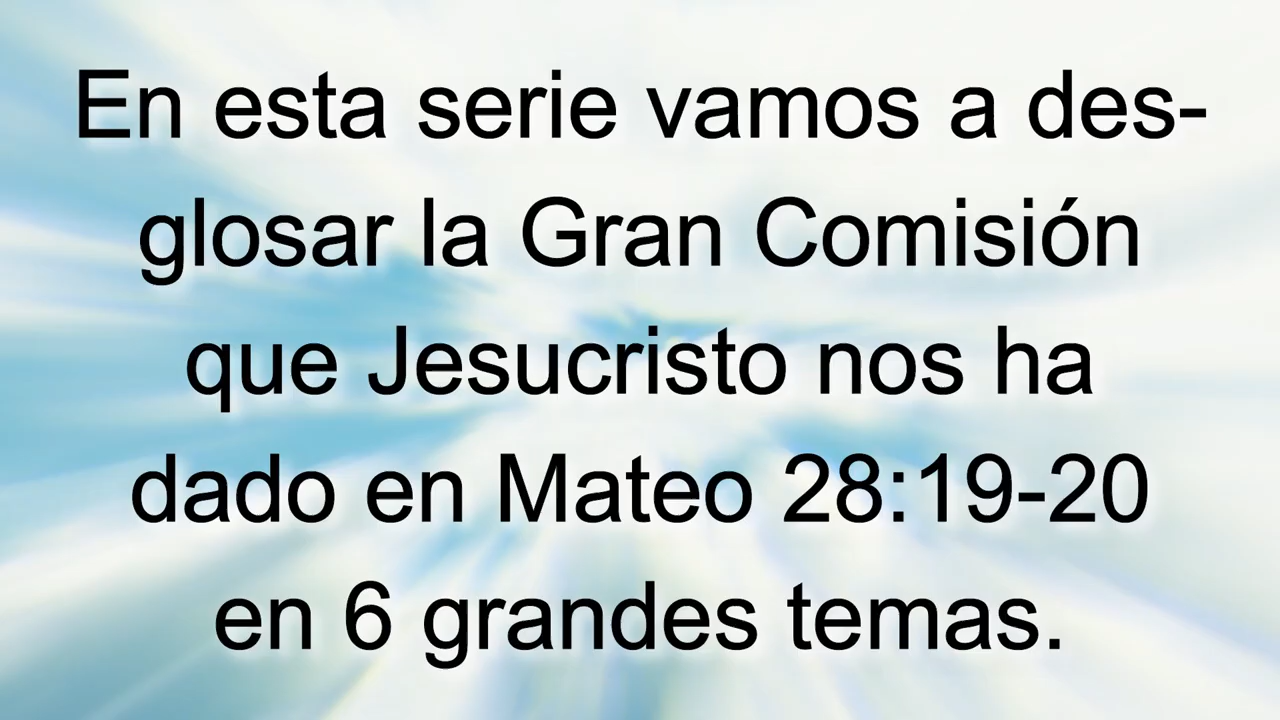 En esta serie vamos a des-
glosar la Gran Comisión
que Jesucristo nos ha
dado en Mateo 28:19-20
en 6 grandes temas.